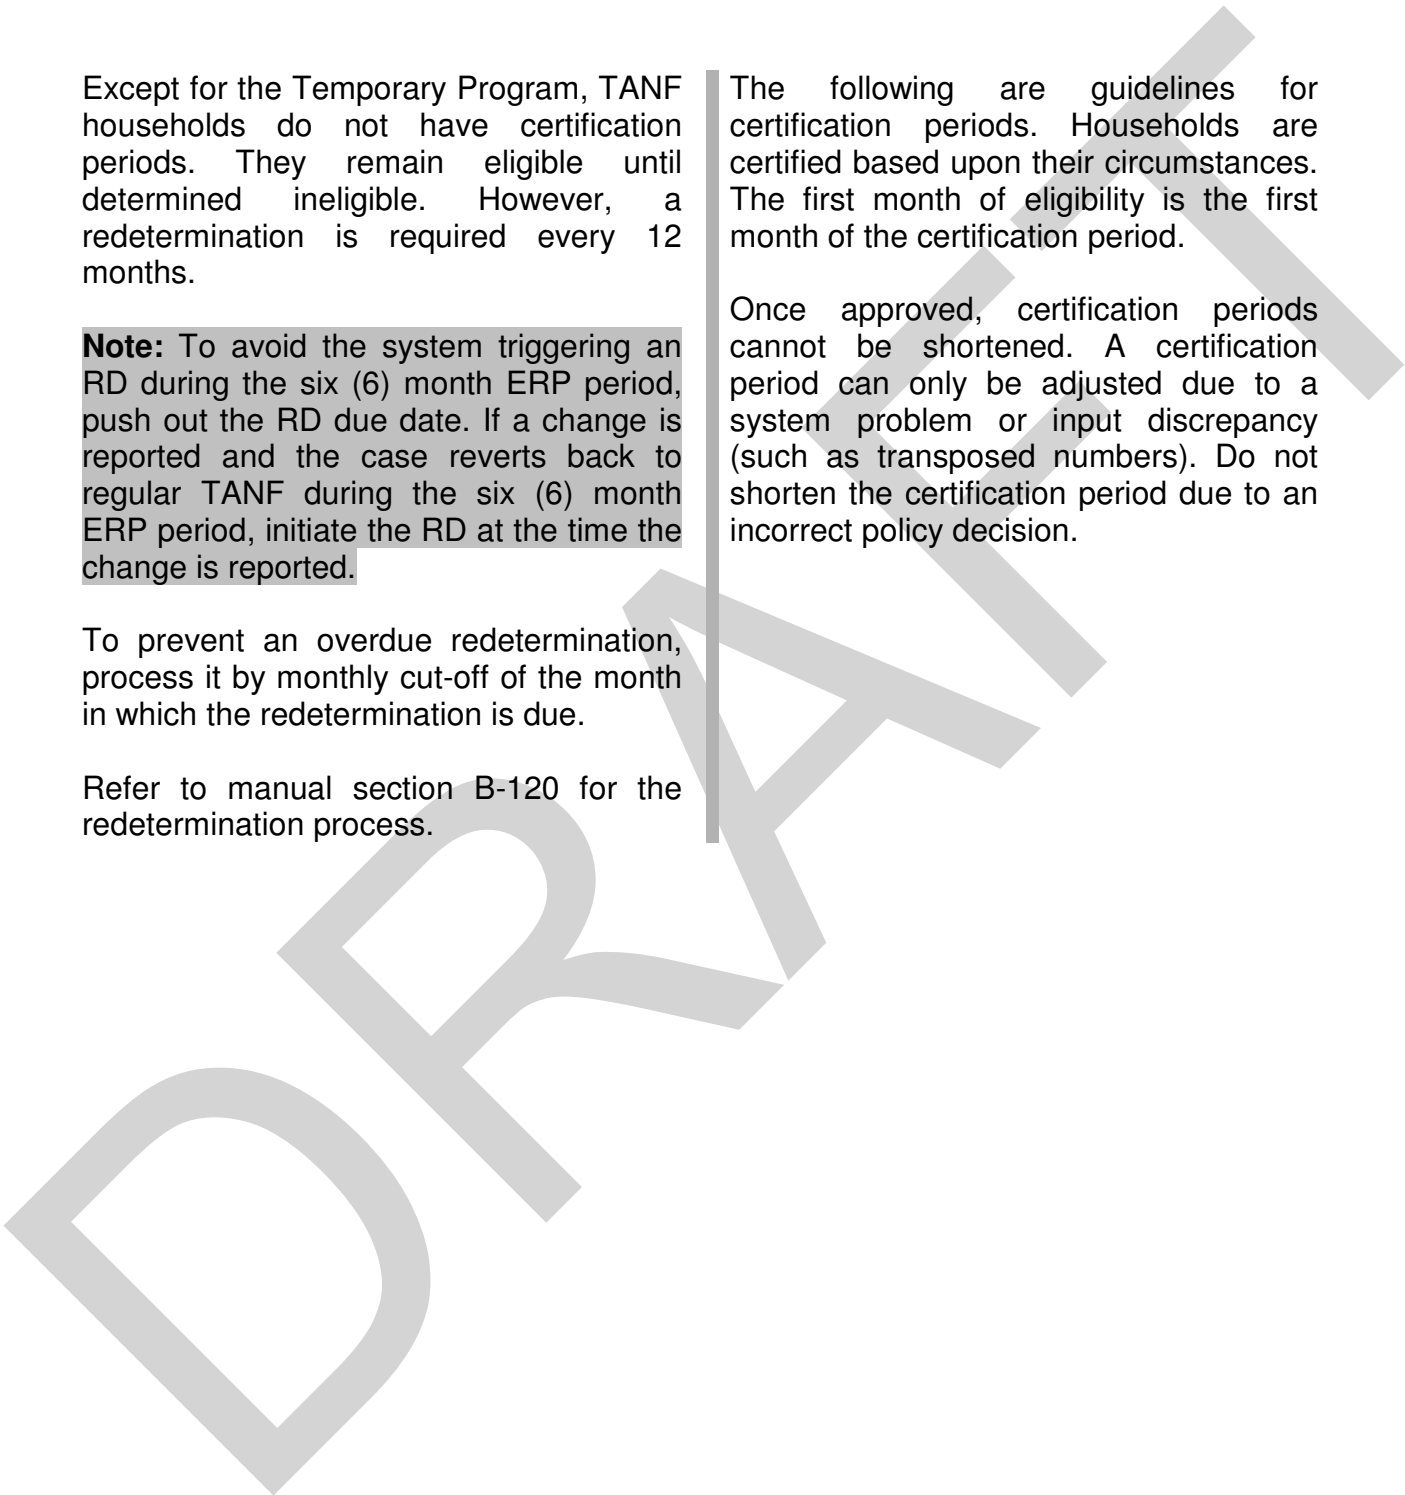 Except for the Temporary Program, TANF
households do not have certification
periods. They remain eligible until
determined ineligible. However, a
redetermination is required every 12
months.
Note: To avoid the system triggering an
RD during the six (6) month ERP period,
push out the RD due date. If a change is
reported and the case reverts back to
regular TANF during the six (6) month
ERP period, initiate the RD at the time the
change is reported.
To prevent an overdue redetermination,
process it by monthly cut-off of the month
in which the redetermination is due.
Refer to manual section B-120 for the
redetermination process.
The following are guidelines for
certification periods. Households are
certified based upon their circumstances.
The first month of eligibility is the first
month of the certification period.
Once approved, certification periods
cannot be shortened. A certification
period can only be adjusted due to a
system problem or input discrepancy
(such as transposed numbers). Do not
shorten the certification period due to an
incorrect policy decision.
DRAFT